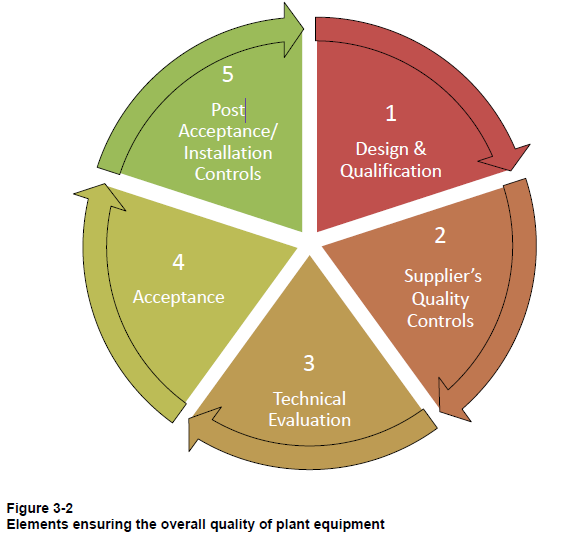 1
Design &
Qualification
2
Supplier’s
Quality
Controls
3
Technical
Evaluation
4
Acceptance
5
Post
Acceptance/
Installation
Controls
Figure 3-2
Elements ensuring the overall quality of plant equipment